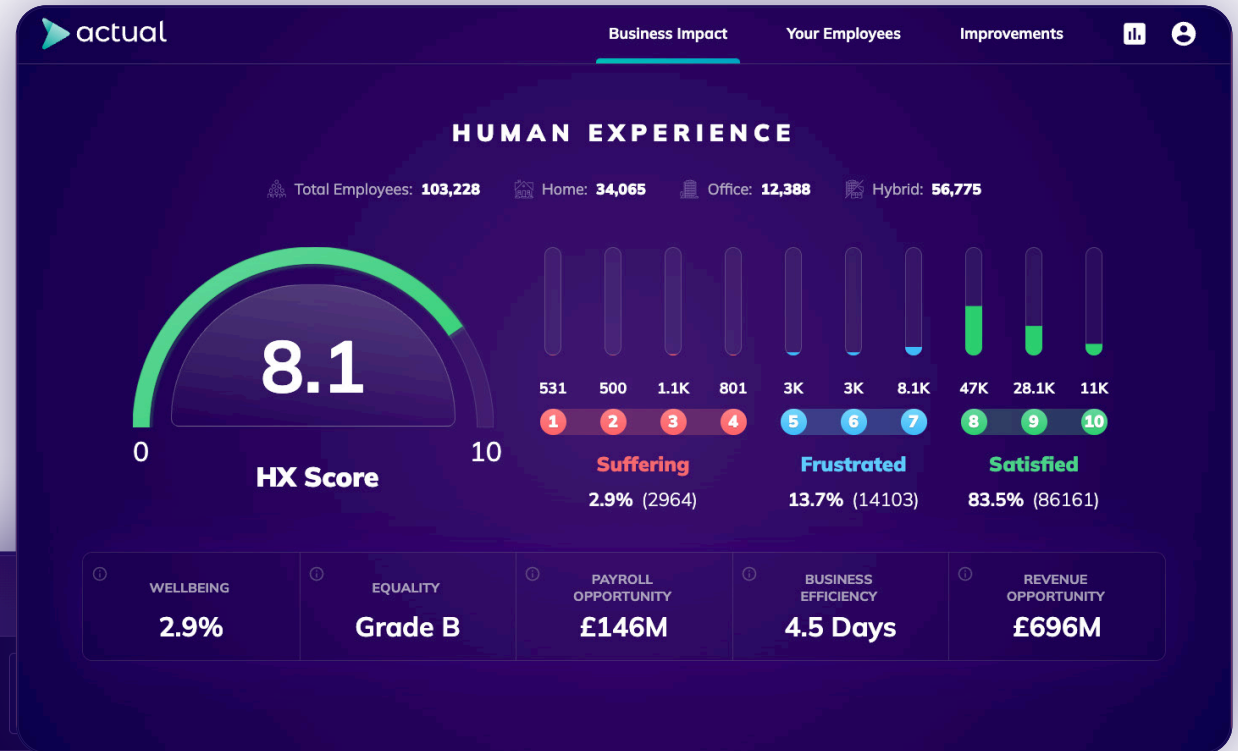 actual
Business Impact
Your Employees
Improvements
HUMAN EXPERIENCE
Total Employees: 103,228
Home: 34,065
Office: 12,388
Hybrid: 56,775
8.1
0
10
HX Score
531 500 1.1K 801 3K 3K 8.1K 47K 28.1K 11K
1 2 3 4 5 6 7 8 9 10
Suffering
2.9% (2964)
Frustrated
13.7% (14103)
Satisfied
83.5% (86161)
WELLBEING
2.9%
EQUALITY
Grade B
PAYROLL
OPPORTUNITY
£146M
BUSINESS
EFFICIENCY
4.5 Days
REVENUE
OPPORTUNITY
£696M